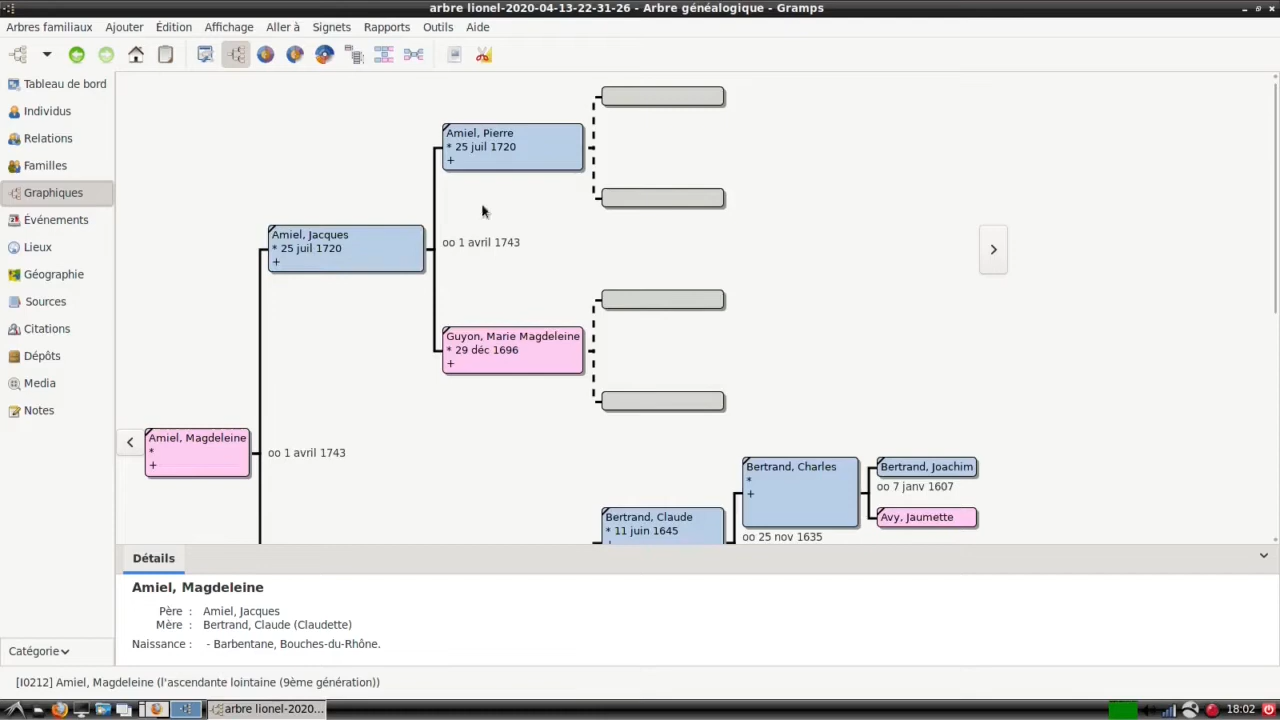 arbre lionel-2020-04-13-22-31-26 - Arbre généalogique - Gramps
Arbres familiaux Ajouter Édition Affichage Aller à Signets Rapports Outils Aide
Tableau de bord
Individus
Relations
Familles
Graphiques
Événements
Lieux
Géographie
Sources
Citations
Dépôts
Media
Notes
Catégorie
Amiel, Pierre
* 25 juil 1720
+
Amiel, Jacques
* 25 juil 1720
+
oo 1 avril 1743
Guyon, Marie Magdeleine
* 29 déc 1696
+
Amiel, Magdeleine
*
+
oo 1 avril 1743
Bertrand, Charles
*
+
Bertrand, Joachim
oo 7 janv 1607
Avy, Jaumette
Bertrand, Claude
* 11 juin 1645
+
oo 25 nov 1635
Détails
Amiel, Magdeleine
Père : Amiel, Jacques
Mère : Bertrand, Claude (Claudette)
Naissance : - Barbentane, Bouches-du-Rhône.
[I0212] Amiel, Magdeleine (l'ascendante lointaine (9ème génération))
arbre lionel-2020...
18:02